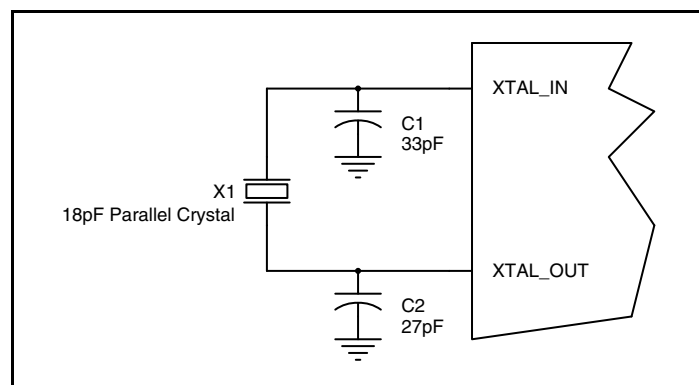 XTAL_IN
C1
33pF
X1
18pF Parallel Crystal
XTAL_OUT
C2
27pF